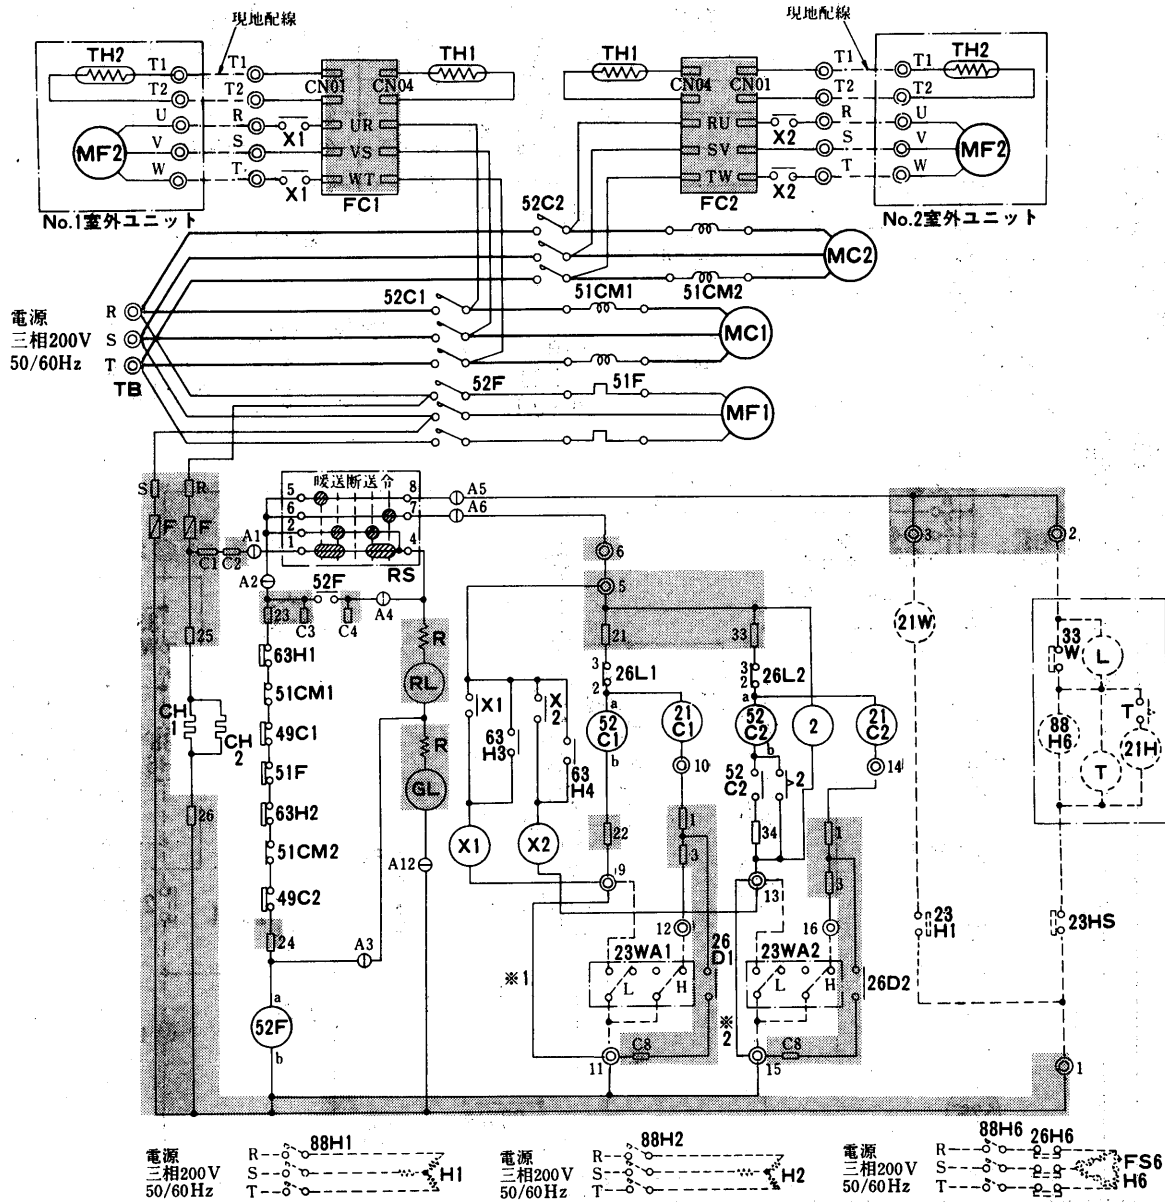 現地配線
現地配線
TH2
T1
T1
TH1
CN01
CN04
T2
T2
U
R
X1
UR
V
S
VS
MF2
W
T
X1
WT
FC1
No.1室外ユニット
TH1
CN04
CN01
T1
T1
TH2
T2
T2
RU
X2
R
U
SV
S
V
MF2
TW
X2
T
W
FC2
No.2室外ユニット
52C2
MC2
電源
三相200V
50/60Hz
R
S
T
TB
52C1
51CM1
51CM2
MC1
52F
51F
MF1
S
R
F
F
暖送断送令
5
8
A5
6
7
A6
2
1
4
RS
A1
C1
C2
A2
52F
A4
23
C3
C4
25
63H1
51CM1
49C1
51F
63H2
51CM2
49C2
24
A3
a
52F
b
CH
1
CH
2
26
R
RL
R
GL
A12
6
5
21
33
3
2
26L1
3
2
26L2
X1
63
H3
X
2
63
H4
a
52
C1
b
21
C1
10
a
52
C2
b
2
21
C2
14
52
C2
2
22
34
1
3
1
3
X1
X2
9
13
12
16
23WA1
L
H
26
D1
23WA2
L
H
26D2
※1
※2
11
C8
15
C8
3
2
21W
33
W
L
88
H6
T
T
21H
23
H1
23HS
1
電源
三相200V
50/60Hz
R
S
T
88H1
H1
電源
三相200V
50/60Hz
R
S
T
88H2
H2
電源
三相200V
50/60Hz
R
S
T
88H6
26H6
FS6
H6